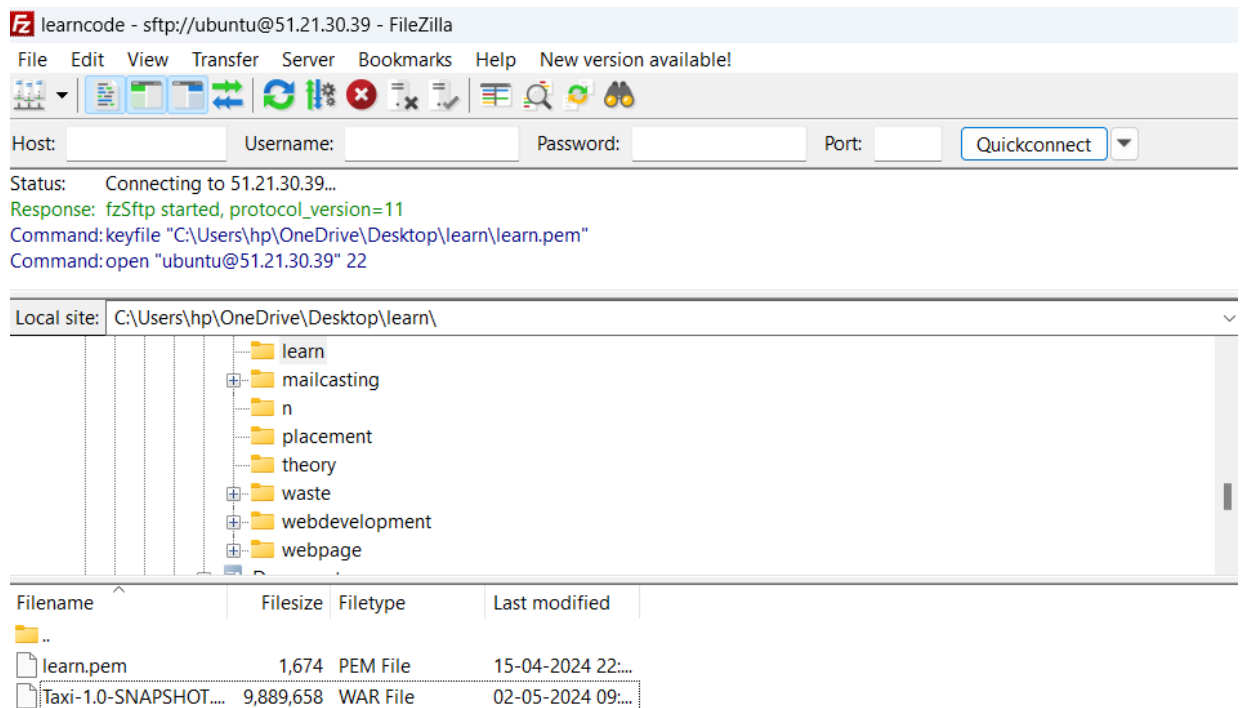 learncode - sftp://ubuntu@51.21.30.39 - FileZilla
File Edit View Transfer Server Bookmarks Help New version available!
Host: Username: Password: Port: Quickconnect
Status: Connecting to 51.21.30.39...
Response: fzSftp started, protocol_version=11
Command: keyfile "C:\Users\hp\OneDrive\Desktop\learn\learn.pem"
Command: open "ubuntu@51.21.30.39" 22
Local site: C:\Users\hp\OneDrive\Desktop\learn\
learn
mailcasting
n
placement
theory
waste
webdevelopment
webpage
Filename Filesize Filetype Last modified
..
learn.pem 1,674 PEM File 15-04-2024 22:...
Taxi-1.0-SNAPSHOT.... 9,889,658 WAR File 02-05-2024 09:...